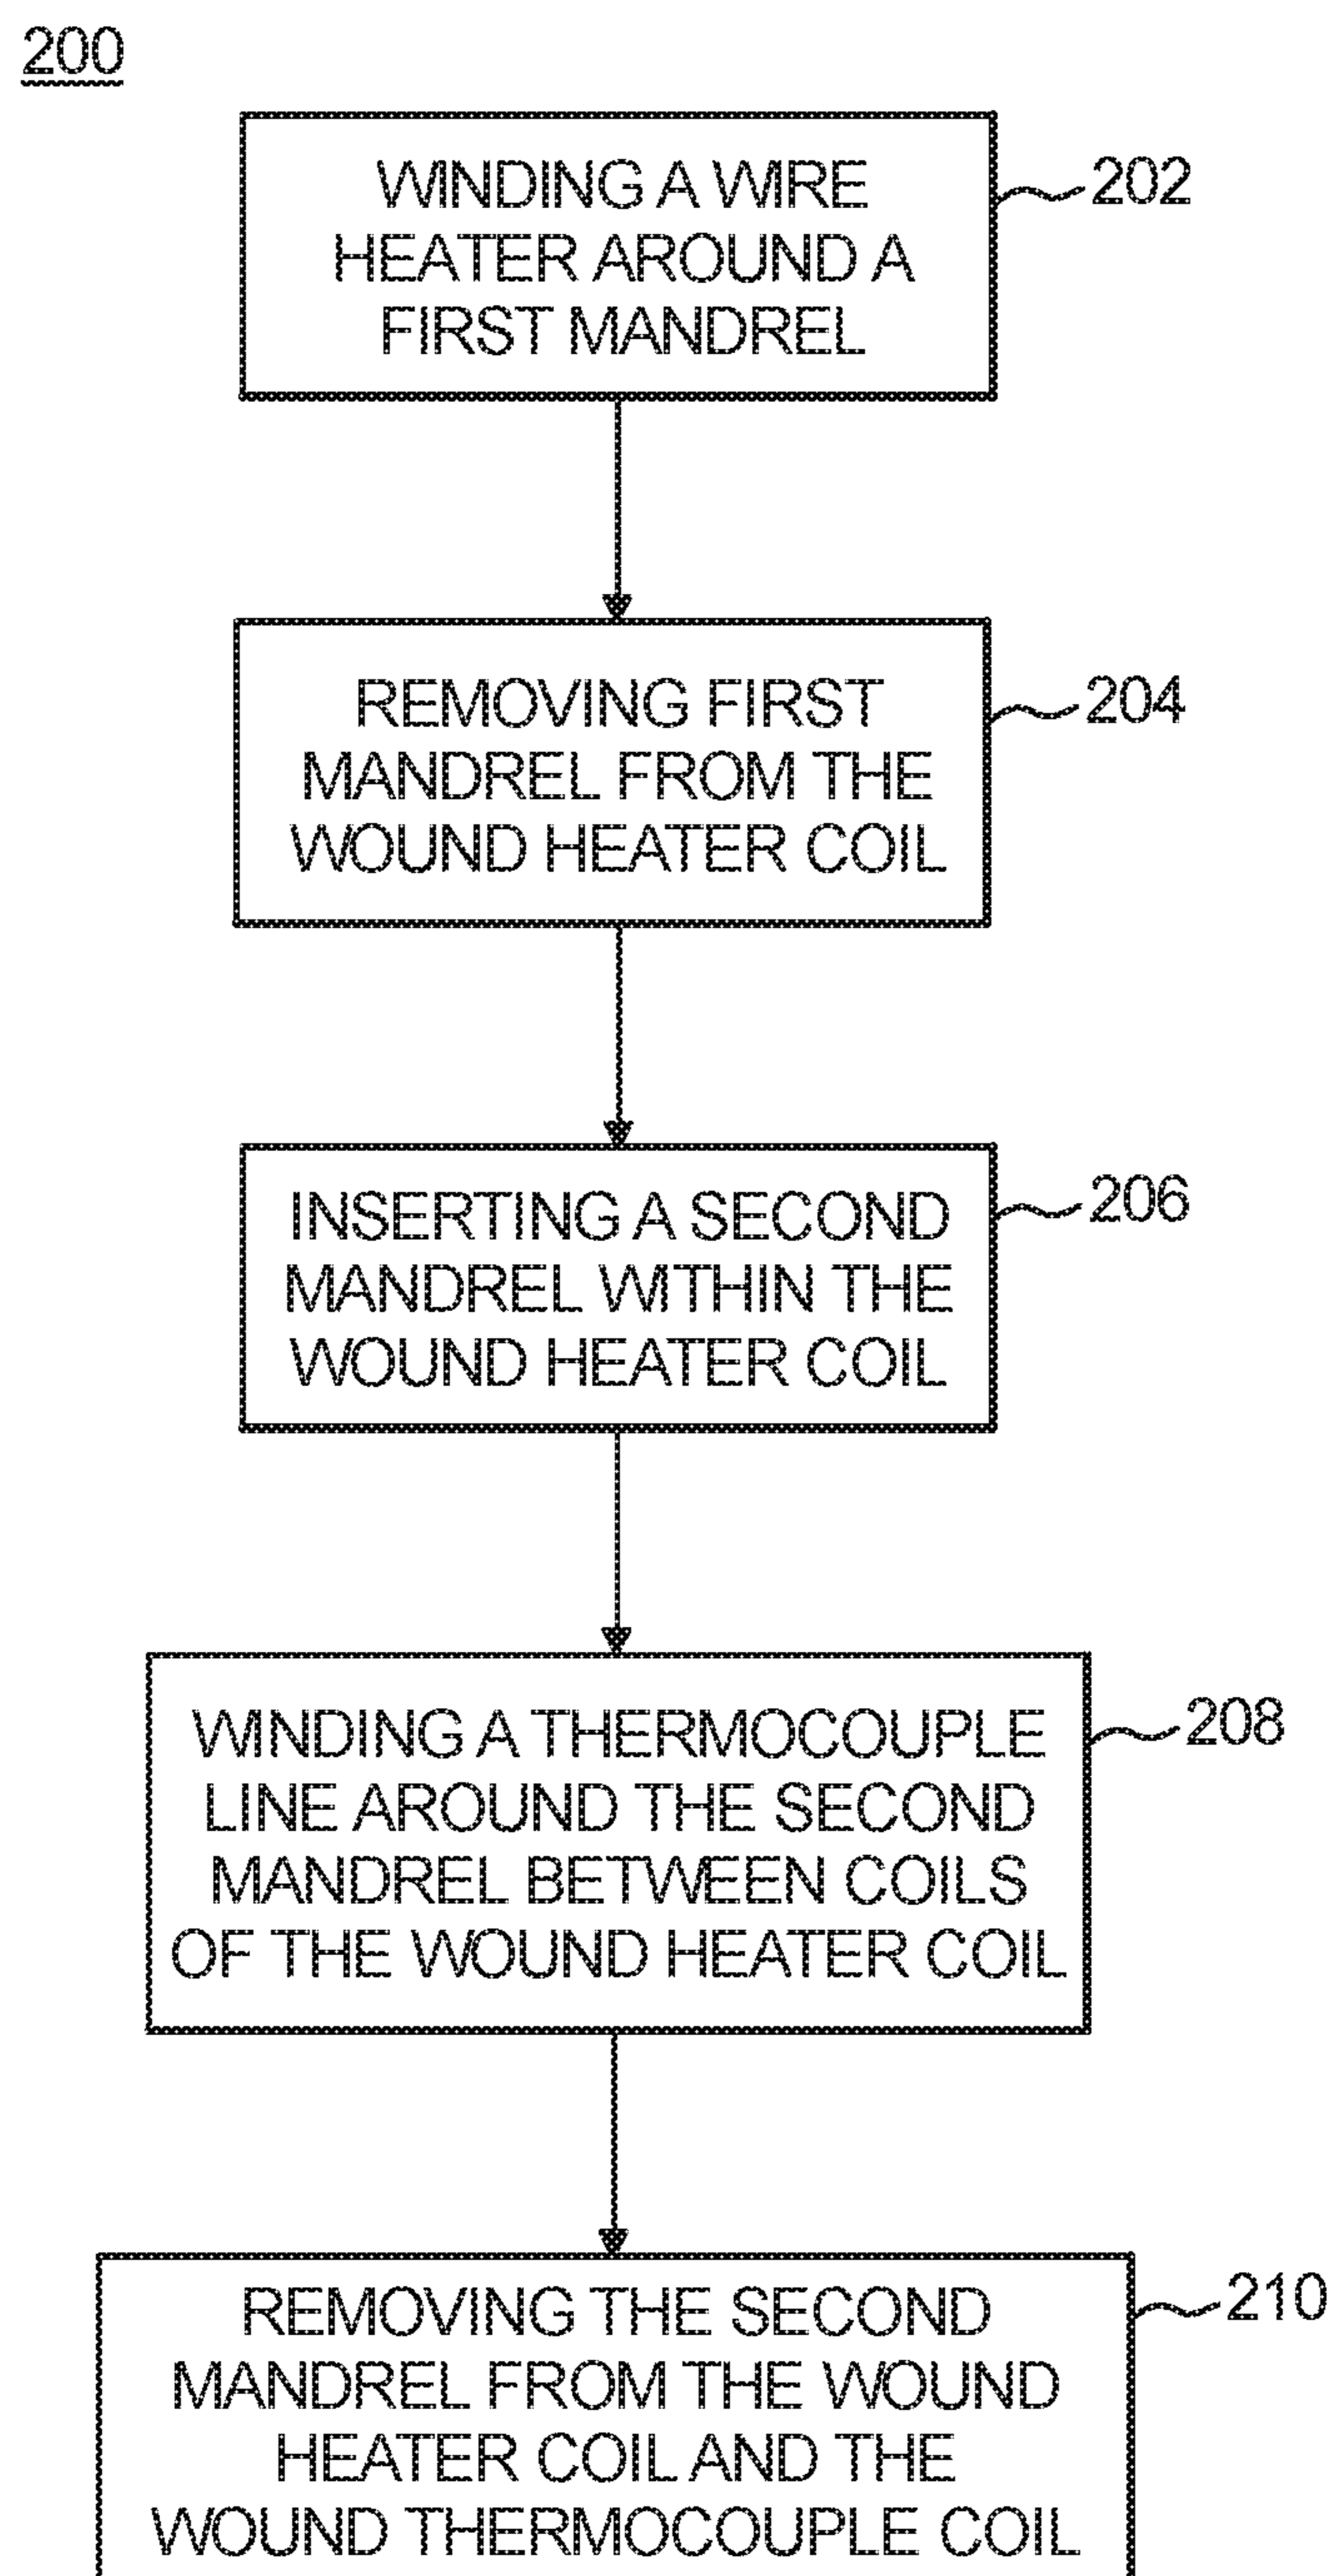 200
WINDING A WIRE
HEATER AROUND A
FIRST MANDREL
202
REMOVING FIRST
MANDREL FROM THE
WOUND HEATER COIL
204
INSERTING A SECOND
MANDREL WITHIN THE
WOUND HEATER COIL
206
WINDING A THERMOCOUPLE
LINE AROUND THE SECOND
MANDREL BETWEEN COILS
OF THE WOUND HEATER COIL
208
REMOVING THE SECOND
MANDREL FROM THE WOUND
HEATER COIL AND THE
WOUND THERMOCOUPLE COIL
210